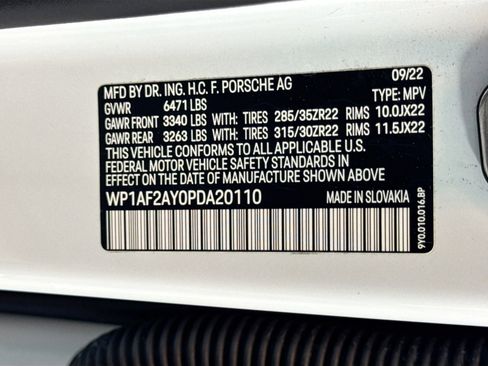 09/22
MFD BY DR. ING. H.C. F. PORSCHE AG
GVWR 6471 LBS TYPE: MPV
GAWR FRONT 3340 LBS WITH: TIRES 285/35ZR22 RIMS 10.0JX22
GAWR REAR 3263 LBS WITH: TIRES 315/30ZR22 RIMS 11.5JX22
THIS VEHICLE CONFORMS TO ALL APPLICABLE U.S.
FEDERAL MOTOR VEHICLE SAFETY STANDARDS IN
EFFECT ON THE DATE OF MANUFACTURE SHOWN ABOVE.
WP1AF2AY0PDA20110 MADE IN SLOVAKIA
9Y0.010.016.BP